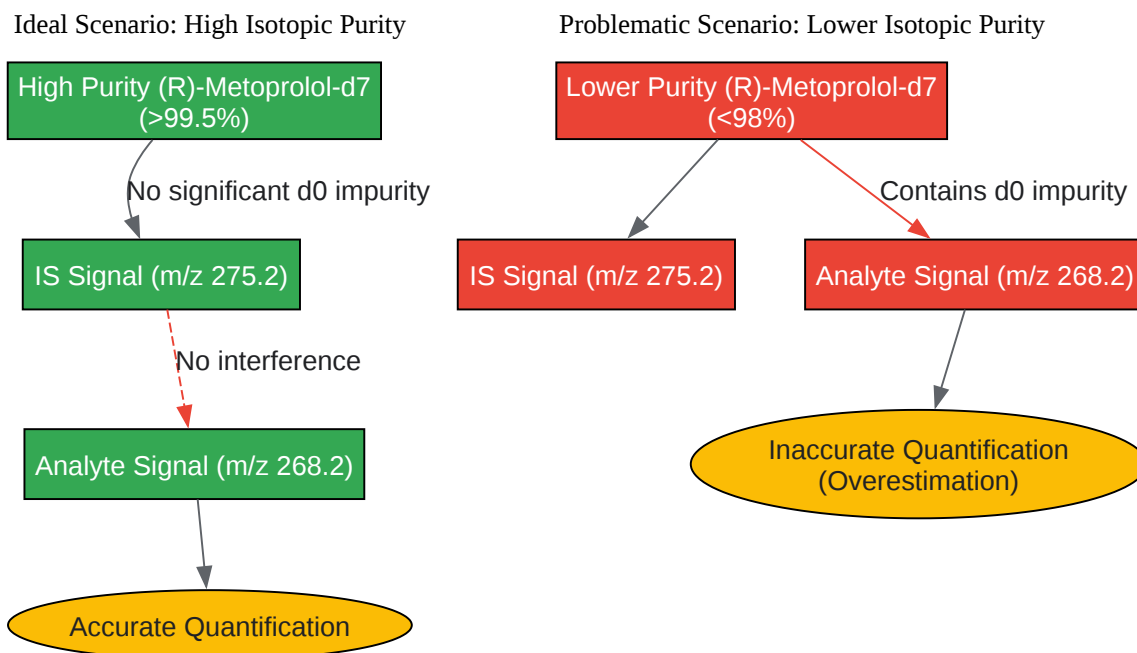 Ideal Scenario: High Isotopic Purity
High Purity (R)-Metoprolol-d7
(>99.5%)
No significant d0 impurity
IS Signal (m/z 275.2)
No interference
Analyte Signal (m/z 268.2)
Accurate Quantification
Problematic Scenario: Lower Isotopic Purity
Lower Purity (R)-Metoprolol-d7
(<98%)
Contains d0 impurity
IS Signal (m/z 275.2)
Analyte Signal (m/z 268.2)
Inaccurate Quantification
(Overestimation)